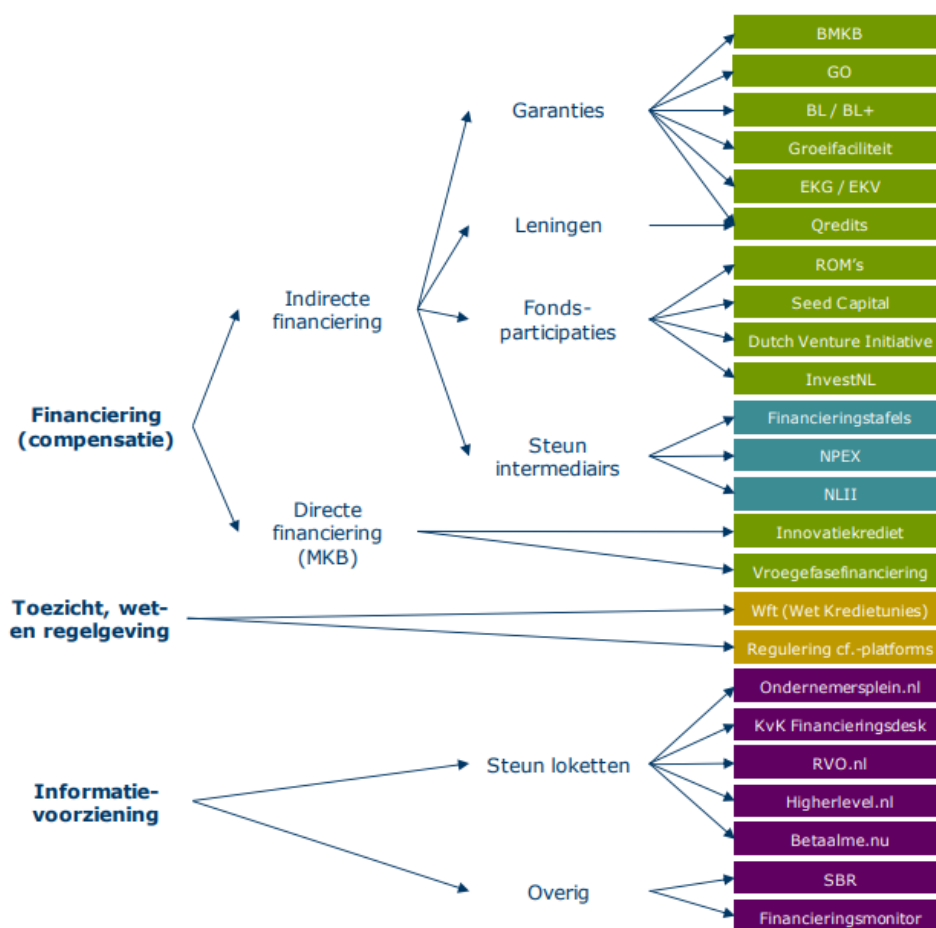 BMKB
GO
Garanties
BL / BL+
Groeifaciliteit
EKG / EKV
Leningen
Qredits
ROM's
Indirecte
financiering
Fonds-
participaties
Seed Capital
Dutch Venture Initiative
InvestNL
Financiering
(compensatie)
Financieringstafels
Steun
intermediairs
NPEX
NLII
Directe
financiering
(MKB)
Innovatiekrediet
Vroegefasefinanciering
Toezicht, wet-
en regelgeving
Wft (Wet Kredietunies)
Regulering cf.-platforms
Ondernemersplein.nl
KvK Financieringsdesk
Steun loketten
RVO.nl
Informatie-
voorziening
Higherlevel.nl
Betaalme.nu
SBR
Overig
Financieringsmonitor